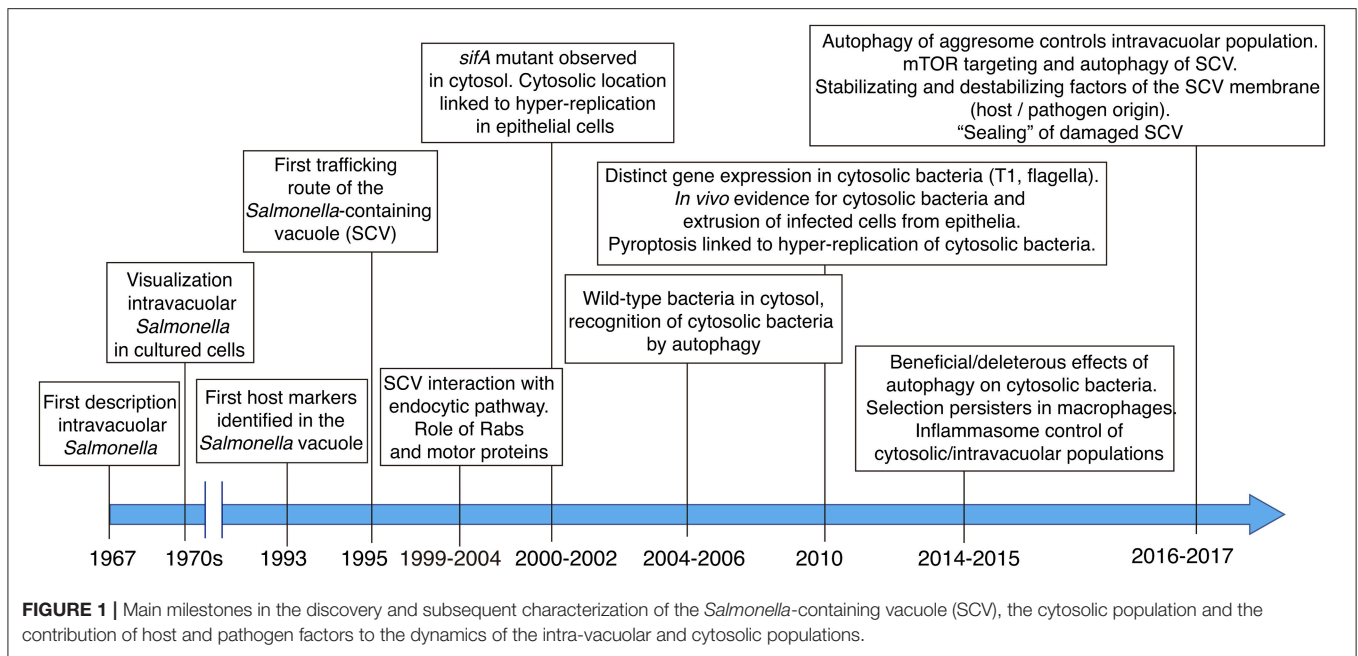 First description
intravacuolar
Salmonella
Visualization
intravacuolar
Salmonella
in cultured cells
First host markers
identified in the
Salmonella vacuole
First trafficking
route of the
Salmonella-containing
vacuole (SCV)
SCV interaction with
endocytic pathway.
Role of Rabs
and motor proteins
sifA mutant observed
in cytosol. Cytosolic location
linked to hyper-replication
in epithelial cells
Wild-type bacteria in cytosol,
recognition of cytosolic bacteria
by autophagy
Distinct gene expression in cytosolic bacteria (T1, flagella).
In vivo evidence for cytosolic bacteria and
extrusion of infected cells from epithelia.
Pyroptosis linked to hyper-replication of cytosolic bacteria.
Beneficial/deleterous effects of
autophagy on cytosolic bacteria.
Selection persisters in macrophages.
Inflammasome control of
cytosolic/intravacuolar populations
Autophagy of aggresome controls intravacuolar population.
mTOR targeting and autophagy of SCV.
Stabilizating and destabilizing factors of the SCV membrane
(host / pathogen origin).
“Sealing” of damaged SCV
1967 1970s 1993 1995 1999-2004 2000-2002 2004-2006 2010 2014-2015 2016-2017
FIGURE 1 | Main milestones in the discovery and subsequent characterization of the Salmonella-containing vacuole (SCV), the cytosolic population and the
contribution of host and pathogen factors to the dynamics of the intra-vacuolar and cytosolic populations.